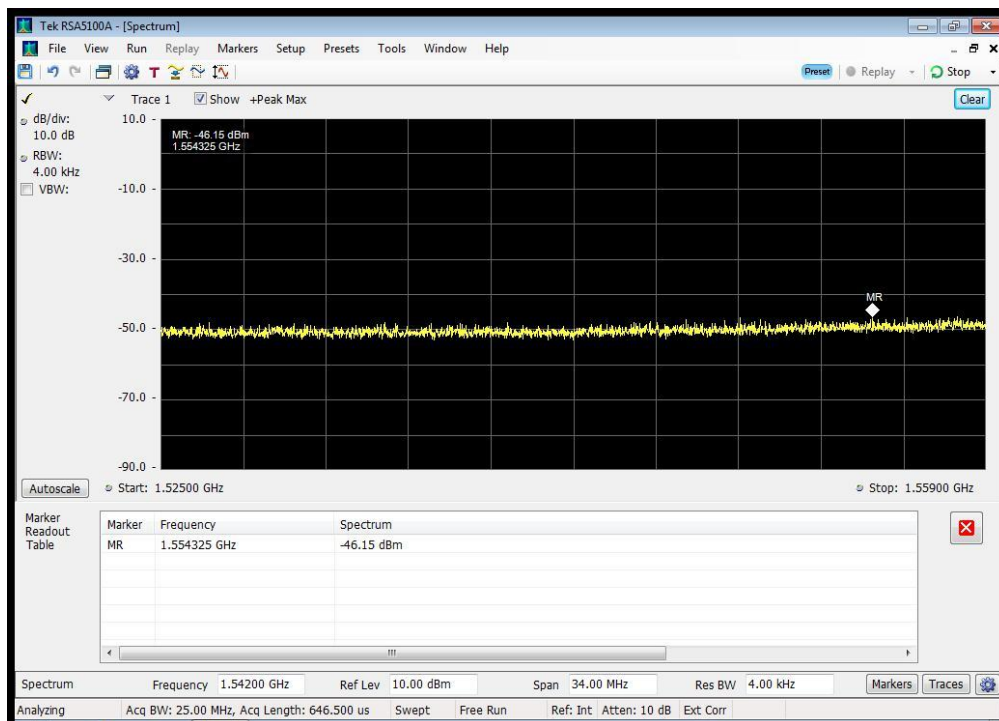 Tek RSA5100A - [Spectrum]
File View Run Replay Markers Setup Presets Tools Window Help
T Preset Replay Stop
Trace 1 Show +Peak Max Clear
dB/div:
10.0 dB
RBW:
4.00 kHz
VBW:
10.0 -
MR: -46.15 dBm
1.554325 GHz
-10.0 -
-30.0 -
MR
-50.0 -
-70.0 -
-90.0 -
Autoscale Start: 1.52500 GHz Stop: 1.55900 GHz
Marker
Readout
Table
Marker Frequency Spectrum
MR 1.554325 GHz -46.15 dBm
Spectrum Frequency 1.54200 GHz Ref Lev 10.00 dBm Span 34.00 MHz Res BW 4.00 kHz Markers Traces
Analyzing Acq BW: 25.00 MHz, Acq Length: 646.500 us Swept Free Run Ref: Int Atten: 10 dB Ext Corr